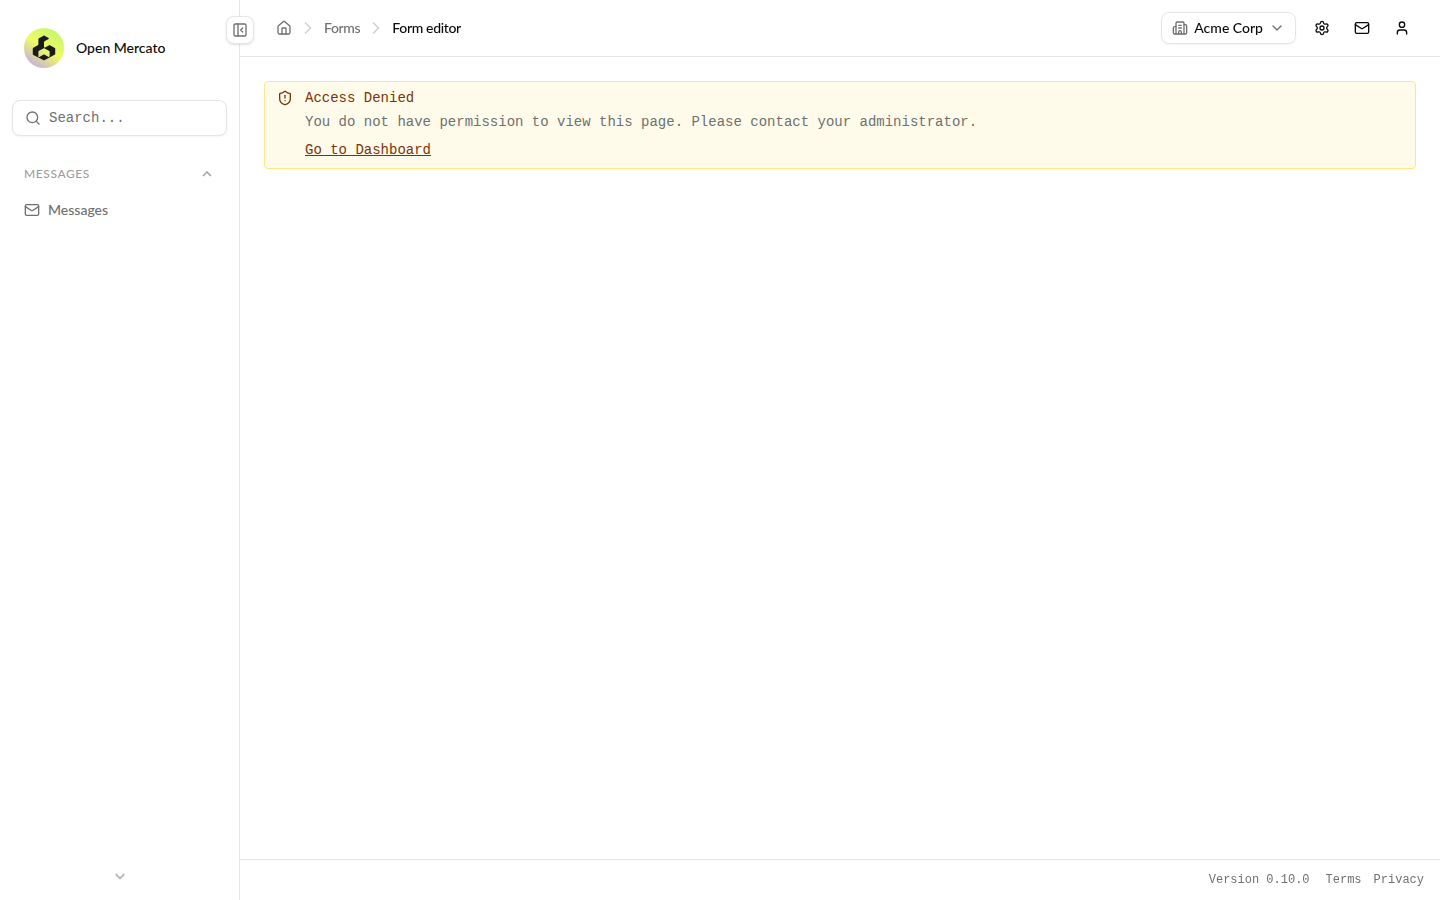 Open Mercato
Search...
MESSAGES
Messages
Forms
Form editor
Acme Corp
Access Denied
You do not have permission to view this page. Please contact your administrator.
Go to Dashboard
Version 0.10.0
Terms
Privacy